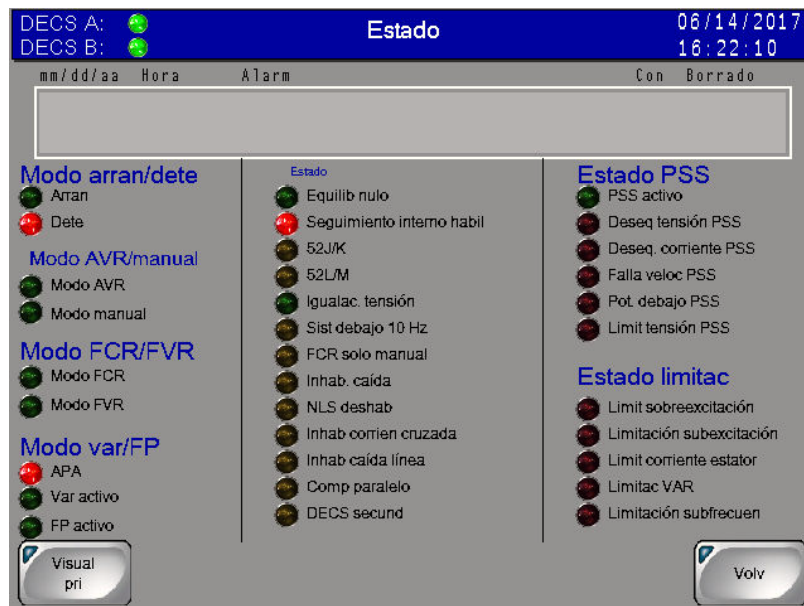 DECS A:
DECS B:
Estado
06/14/2017
16:22:10
mm/dd/aa Hora Alarm Con Borrado
Modo arran/dete
Arran
Dete
Modo AVR/manual
Modo AVR
Modo manual
Modo FCR/FVR
Modo FCR
Modo FVR
Modo var/FP
APA
Var activo
FP activo
Estado
Equilib nulo
Seguimiento interno habil
52J/K
52L/M
Igualac. tensión
Sist debajo 10 Hz
FCR solo manual
Inhab. caída
NLS deshab
Inhab corrien cruzada
Inhab caída línea
Comp paralelo
DECS secund
Estado PSS
PSS activo
Deseq tensión PSS
Deseq. corriente PSS
Falla veloc PSS
Pot. debajo PSS
Limit tensión PSS
Estado limitac
Limit sobreexcitación
Limitación subexcitación
Limit corriente estator
Limitac VAR
Limitación subfrecuen
Visual
pri
Volv